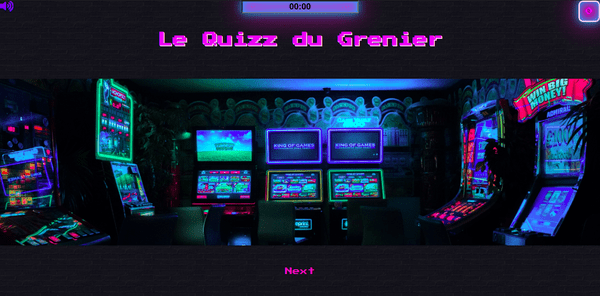 00:00
Le Quizz du Grenier
WIN BIG
MONEY!
KING OF GAMES
KING OF GAMES
Next